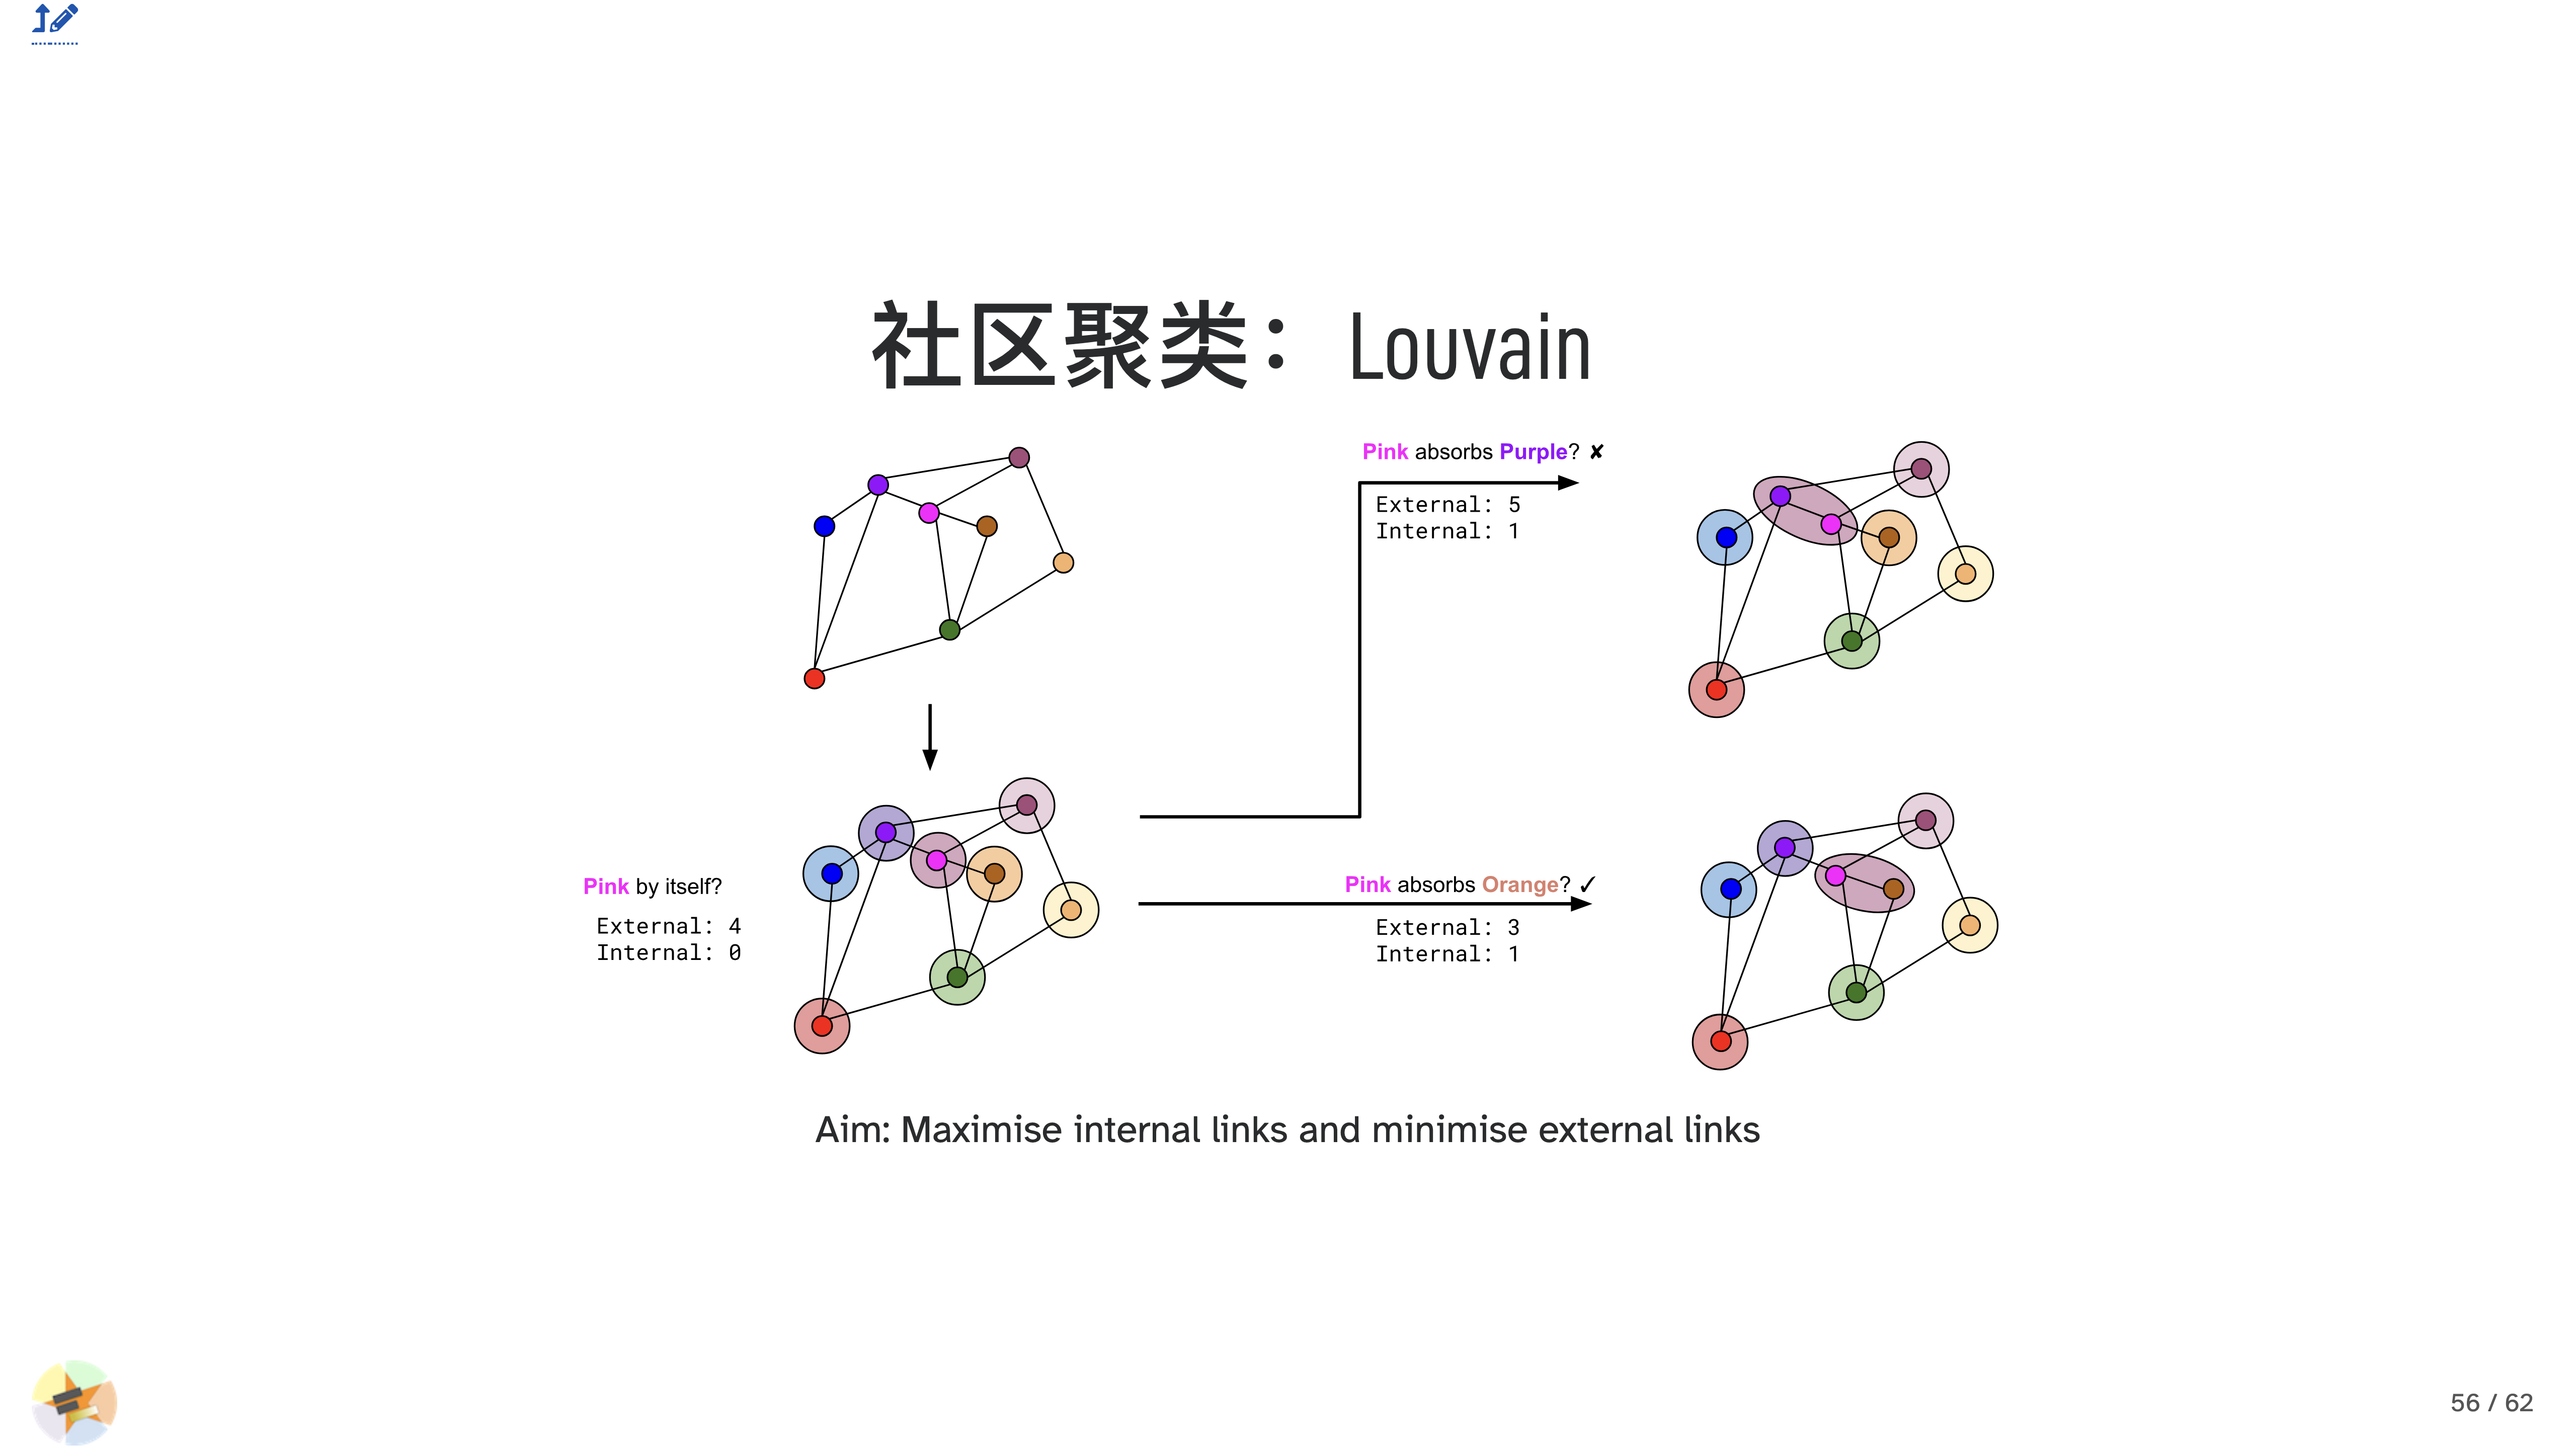 社区聚类：Louvain
Pink absorbs Purple? ✘
External: 5
Internal: 1
Pink by itself?
External: 4
Internal: 0
Pink absorbs Orange? ✓
External: 3
Internal: 1
Aim: Maximise internal links and minimise external links
56 / 62